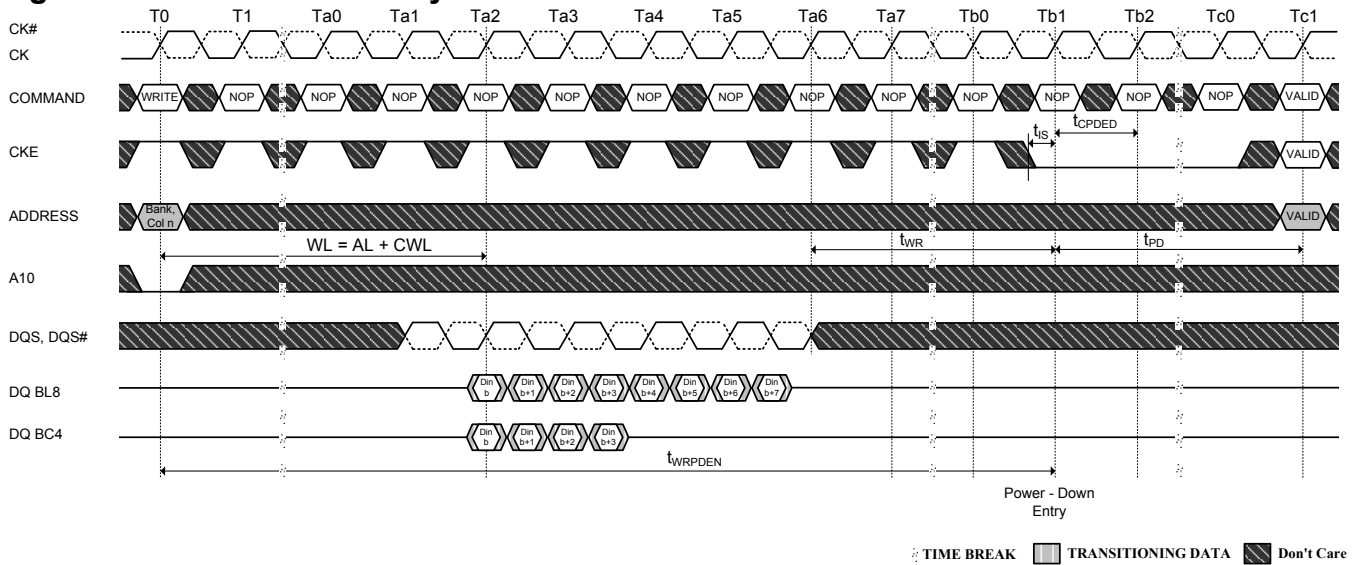 T0 T1 Ta0 Ta1 Ta2 Ta3 Ta4 Ta5 Ta6 Ta7 Tb0 Tb1 Tb2 Tc0 Tc1
CK#
CK
COMMAND WRITE NOP NOP NOP NOP NOP NOP NOP NOP NOP NOP NOP NOP NOP VALID
tIS tCPDED
CKE VALID
ADDRESS Bank, Col n VALID
WL = AL + CWL tWR tPD
A10
DQS, DQS#
DQ BL8 Din b Din b+1 Din b+2 Din b+3 Din b+4 Din b+5 Din b+6 Din b+7
DQ BC4 Din b Din b+1 Din b+2 Din b+3
tWRPDEN
Power - Down
Entry
TIME BREAK TRANSITIONING DATA Don't Care